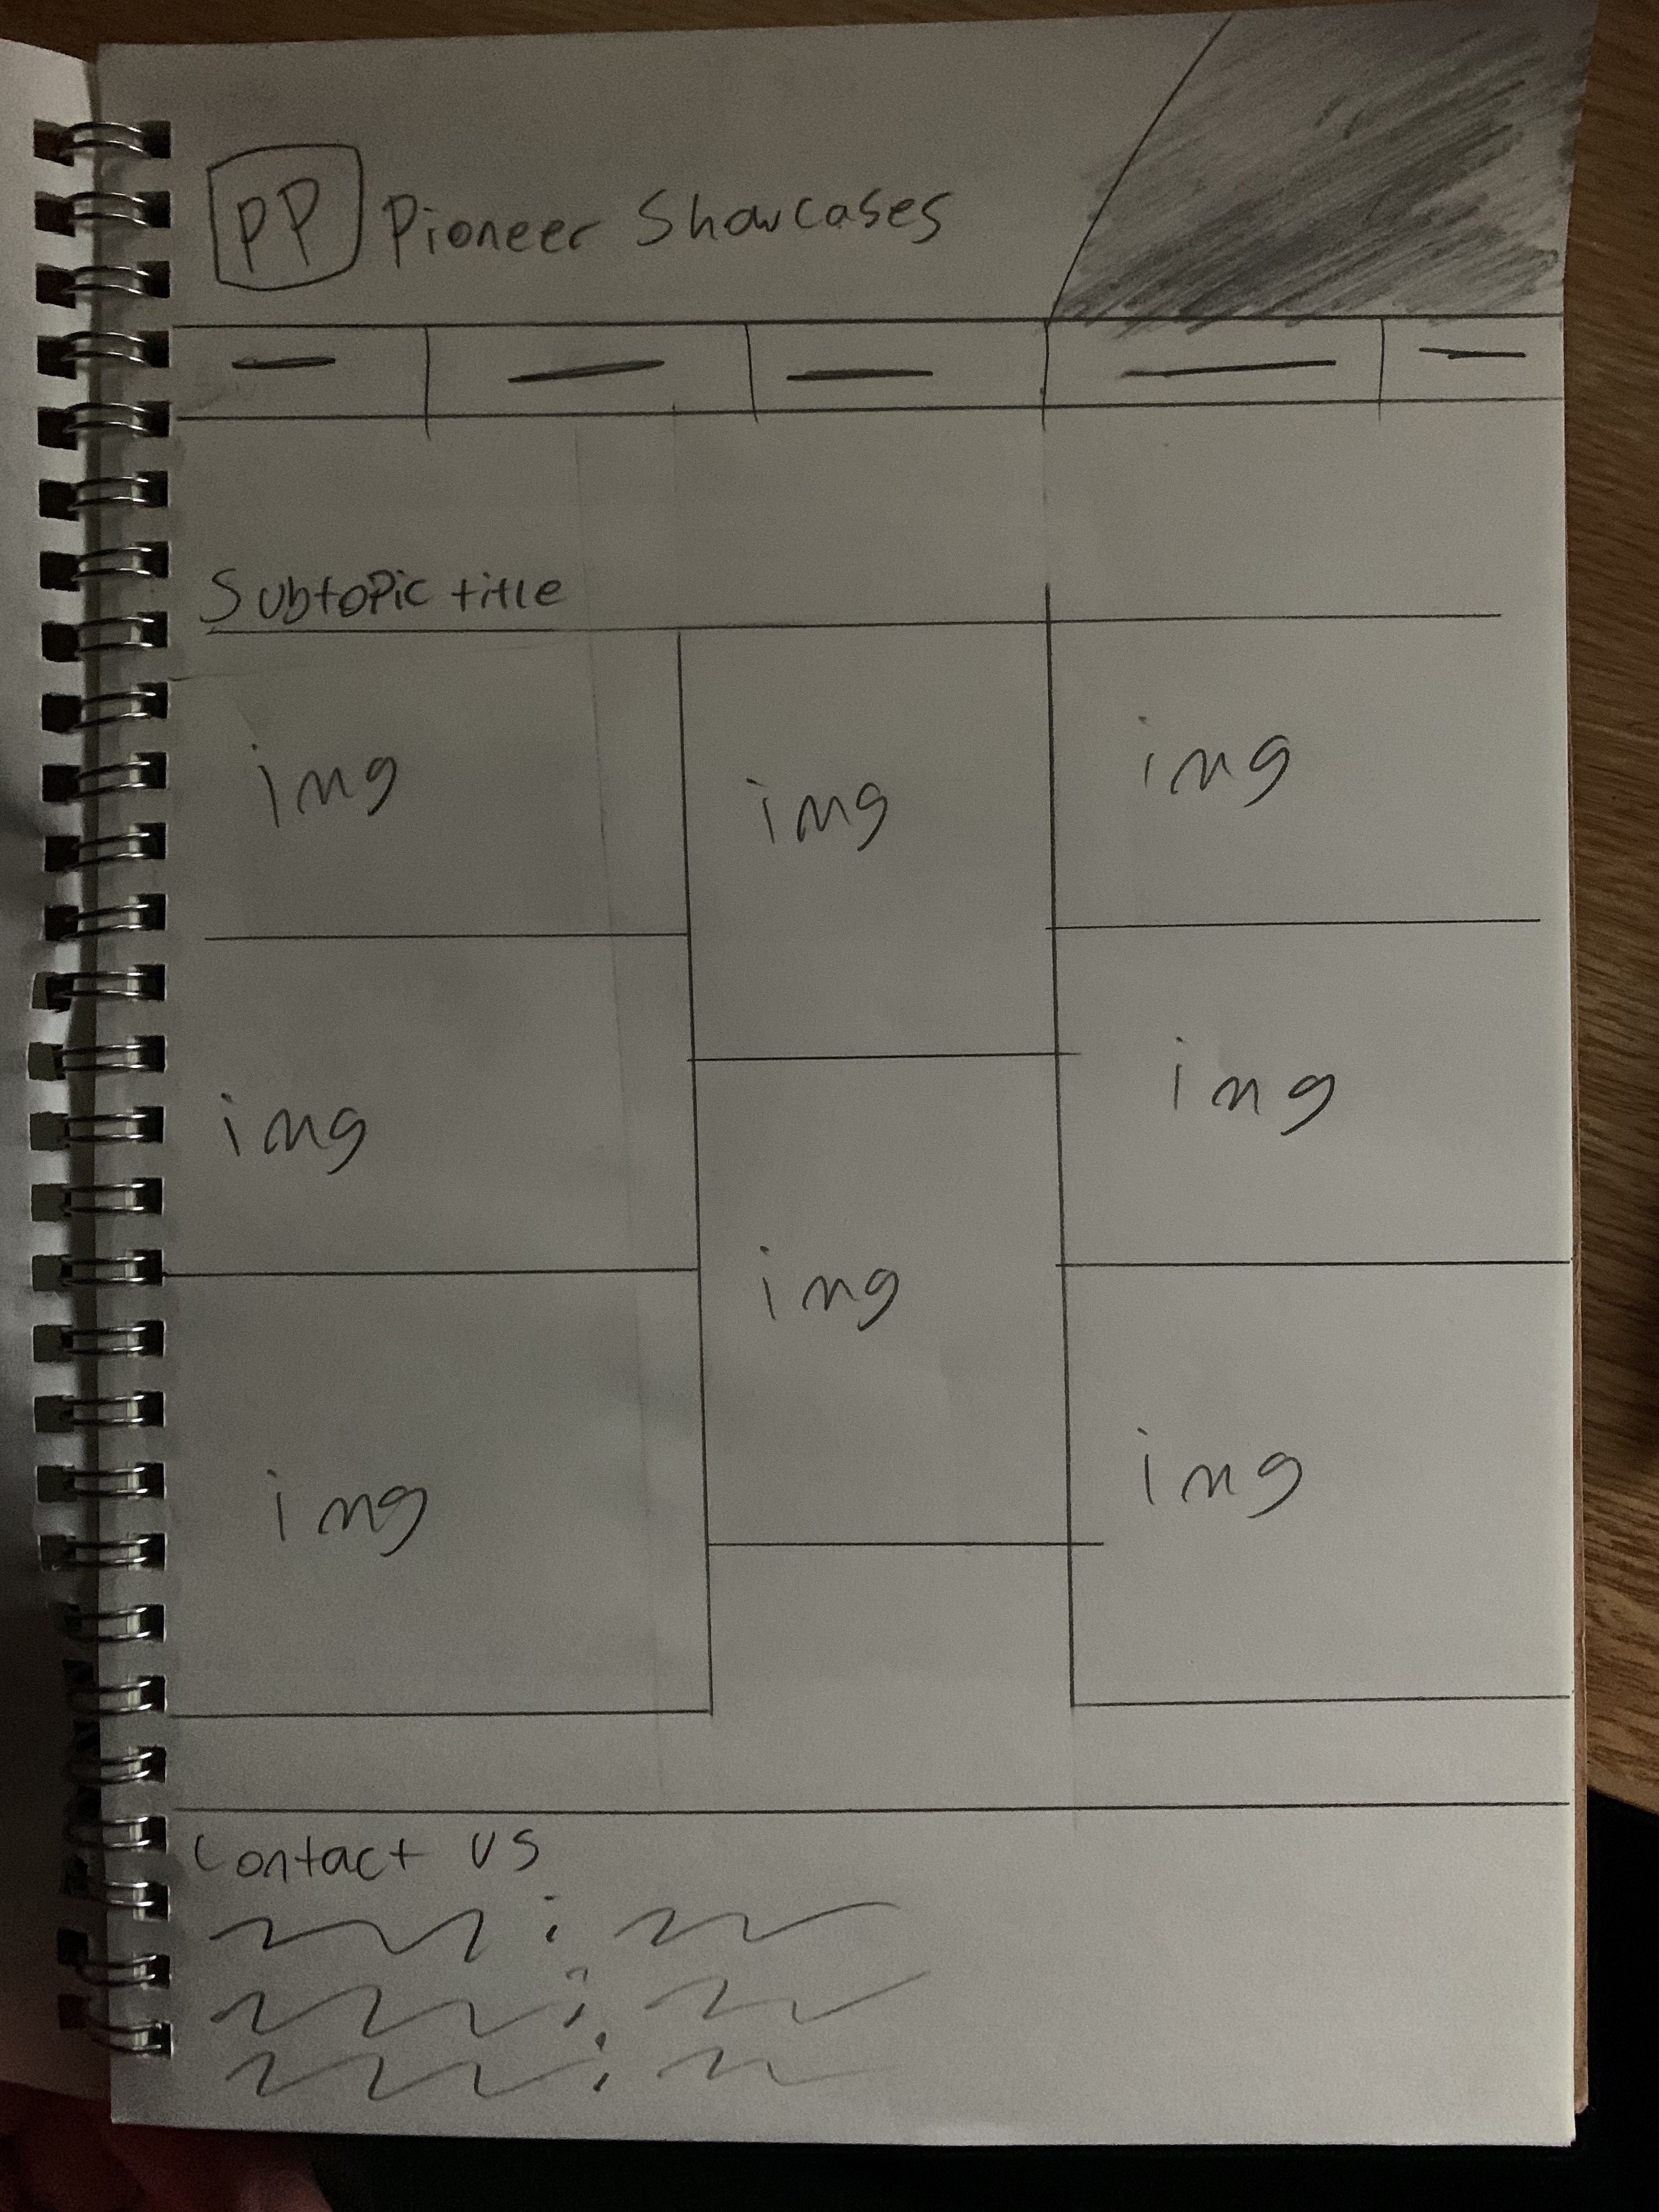 PP Pioneer Showcases
Subtopic title
img img img
img img
img
img img
Contact us